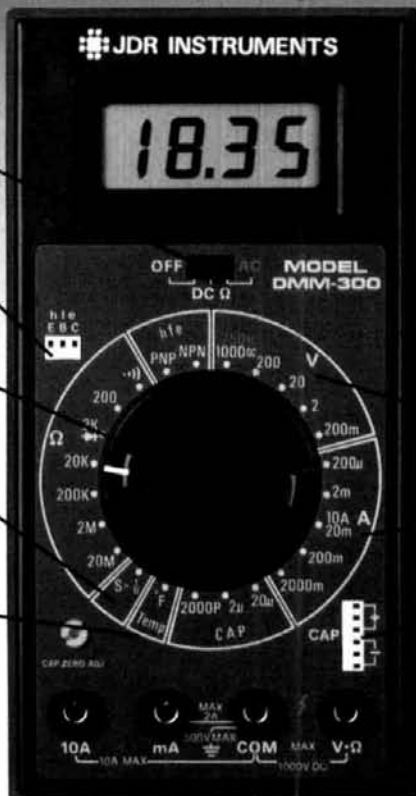 JDR INSTRUMENTS
18.35
OFF AC
DC Ω
MODEL
DMM-300
hfe
E B C
hfe
PNP NPN
1000DC 200
V
20
2
200m
200µ
2m
10A A
20m
200m
2000m
20µ
2µ
2000P
CAP
°F
Temp
20M
2M
200K
20K
Ω
2K
200
CAP
+
-
CAP ZERO ADJ
MAX
2A
500V MAX
10A mA COM V·Ω
10A MAX
MAX
1000V DC